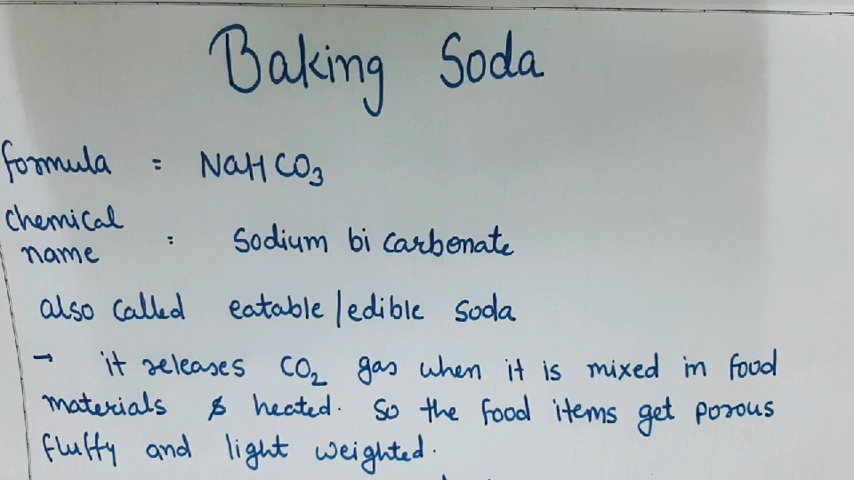 Baking Soda
formula = NaHCO3
chemical
name : Sodium bi carbonate
also called eatable/edible soda
→ it releases CO2 gas when it is mixed in food
materials & heated. So the food items get porous
fluffy and light weighted.